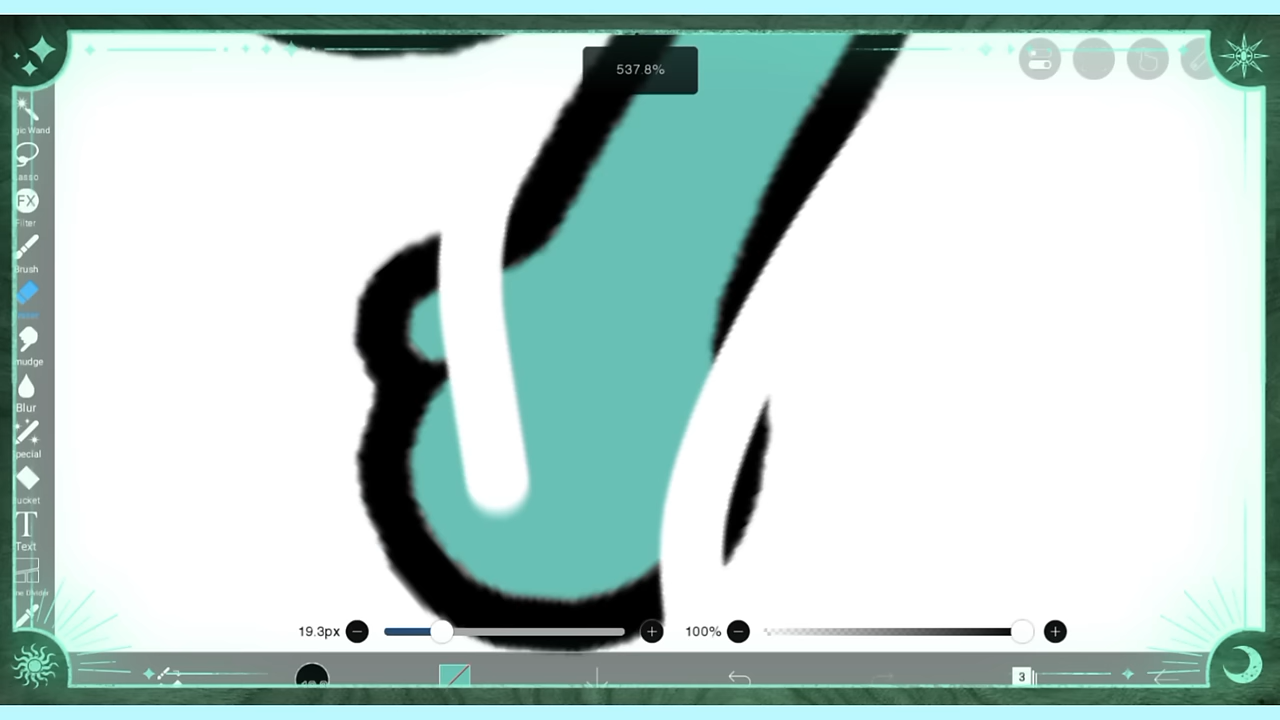 537.8%
gic Wand
asso
FX
Filter
Brush
mudge
Blur
pecial
ucket
T
Text
19.3px
100%
3